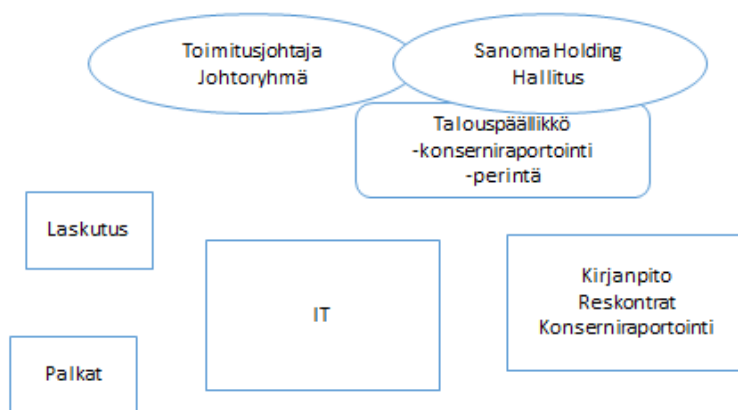 Toimitusjohtaja
Johtoryhmä
Sanoma Holding
Hallitus
Talouspäällikkö
-konserniraportointi
-perintä
Laskutus
IT
Kirjanpito
Reskontrat
Konserniraportointi
Palkat